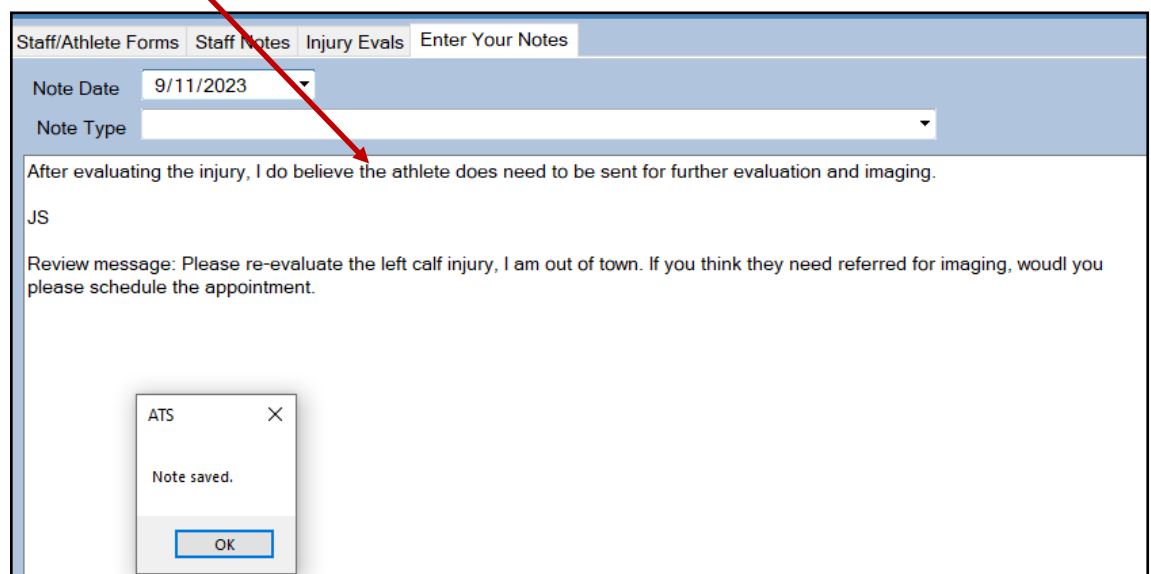 Staff/Athlete Forms Staff Notes Injury Evals Enter Your Notes
Note Date 9/11/2023
Note Type
After evaluating the injury, I do believe the athlete does need to be sent for further evaluation and imaging.
JS
Review message: Please re-evaluate the left calf injury, I am out of town. If you think they need referred for imaging, woudl you
please schedule the appointment.
ATS
Note saved.
OK